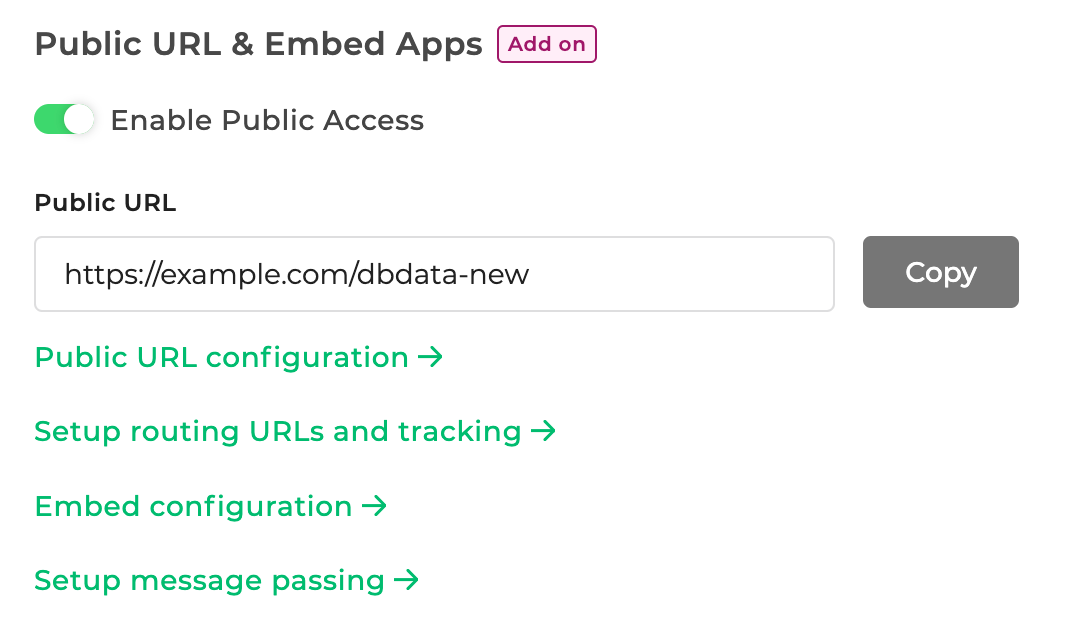 Public URL & Embed Apps Add on
Enable Public Access
Public URL
https://example.com/dbdata-new Copy
Public URL configuration →
Setup routing URLs and tracking →
Embed configuration →
Setup message passing →